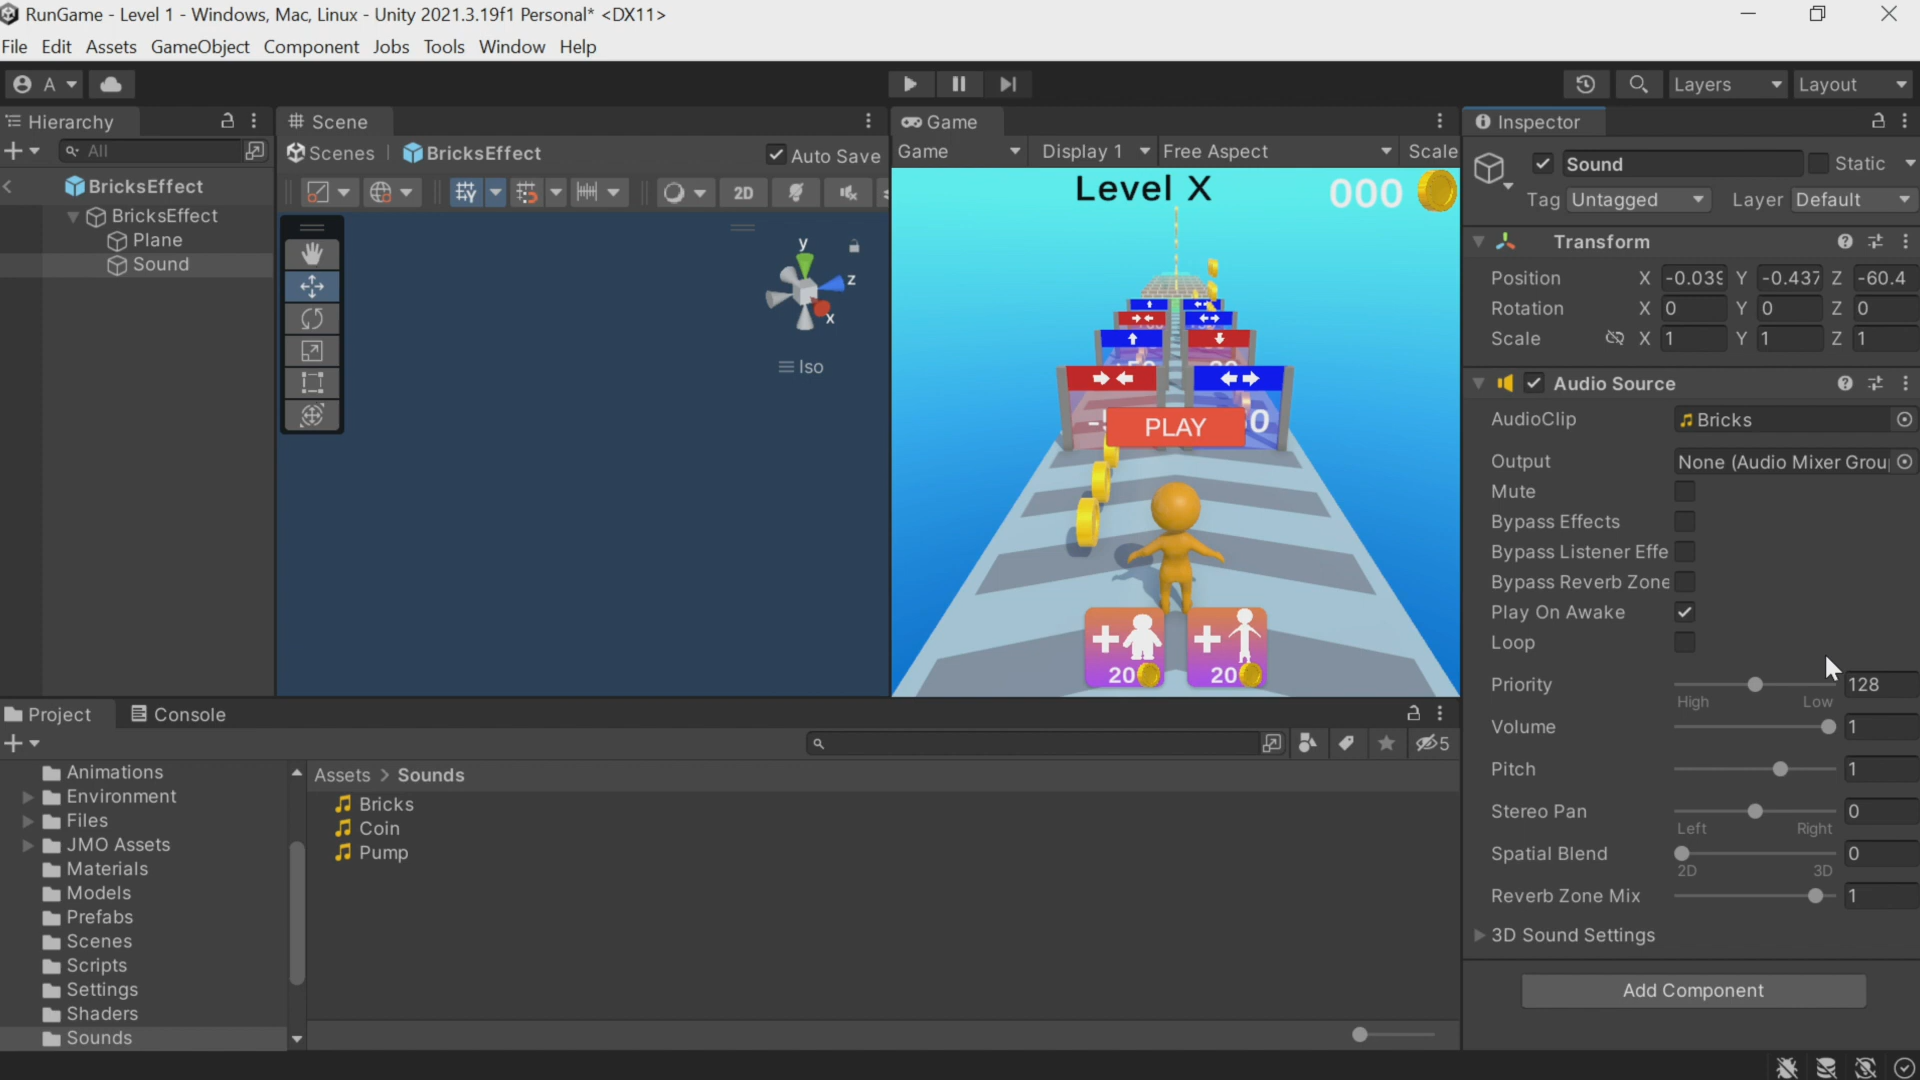 RunGame - Level 1 - Windows, Mac, Linux - Unity 2021.3.19f1 Personal* <DX11>
File Edit Assets GameObject Component Jobs Tools Window Help
A Layers Layout
Hierarchy
All
BricksEffect
BricksEffect
Plane
Sound
Scene
Scenes BricksEffect Auto Save
2D
y
z
x
Iso
Game
Game Display 1 Free Aspect Scale
Level X 000
PLAY
20 20
Inspector
Sound Static
Tag Untagged Layer Default
Transform
Position X -0.039 Y -0.437 Z -60.4
Rotation X 0 Y 0 Z 0
Scale X 1 Y 1 Z 1
Audio Source
AudioClip Bricks
Output None (Audio Mixer Grou
Mute
Bypass Effects
Bypass Listener Effe
Bypass Reverb Zone
Play On Awake
Loop
Priority 128
High Low
Volume 1
Pitch 1
Stereo Pan 0
Left Right
Spatial Blend 0
2D 3D
Reverb Zone Mix 1
3D Sound Settings
Add Component
Project Console
5
Animations
Environment
Files
JMO Assets
Materials
Models
Prefabs
Scenes
Scripts
Settings
Shaders
Sounds
Assets > Sounds
Bricks
Coin
Pump